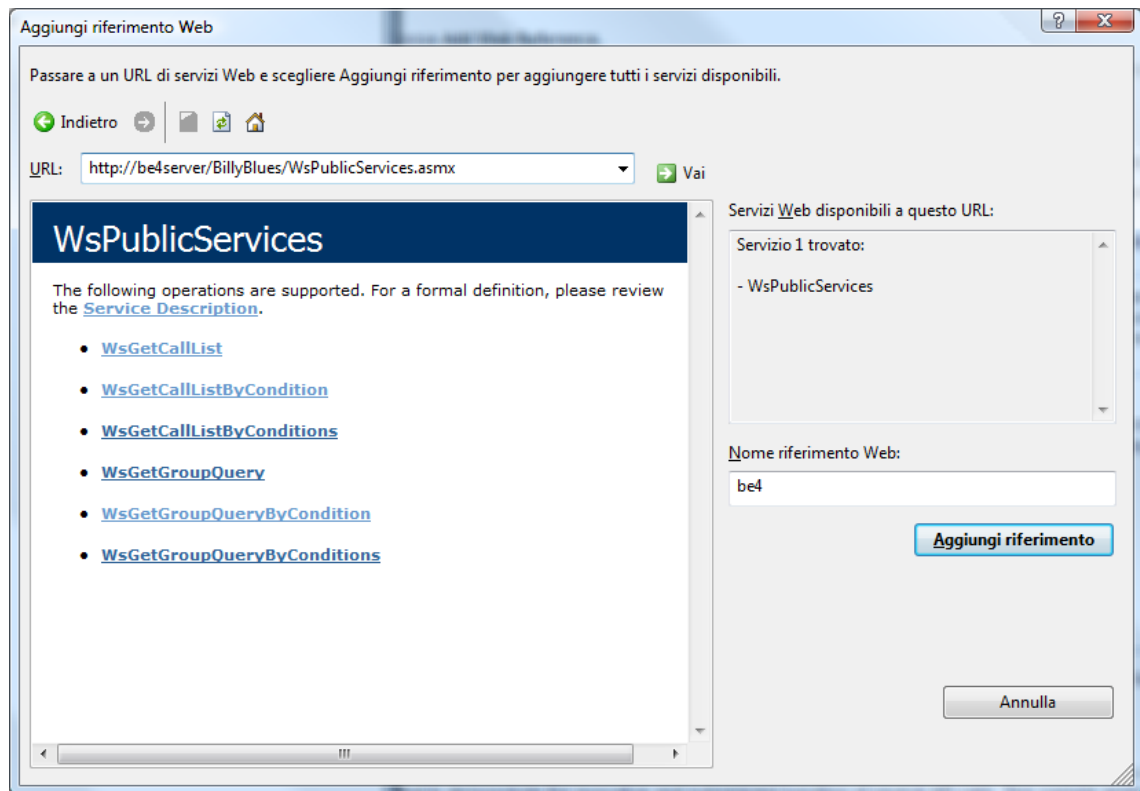 Aggiungi riferimento Web
Passare a un URL di servizi Web e scegliere Aggiungi riferimento per aggiungere tutti i servizi disponibili.
Indietro
URL: http://be4server/BillyBlues/WsPublicServices.asmx Vai
WsPublicServices
The following operations are supported. For a formal definition, please review
the Service Description.
• WsGetCallList
• WsGetCallListByCondition
• WsGetCallListByConditions
• WsGetGroupQuery
• WsGetGroupQueryByCondition
• WsGetGroupQueryByConditions
Servizi Web disponibili a questo URL:
Servizio 1 trovato:
- WsPublicServices
Nome riferimento Web:
be4
Aggiungi riferimento
Annulla